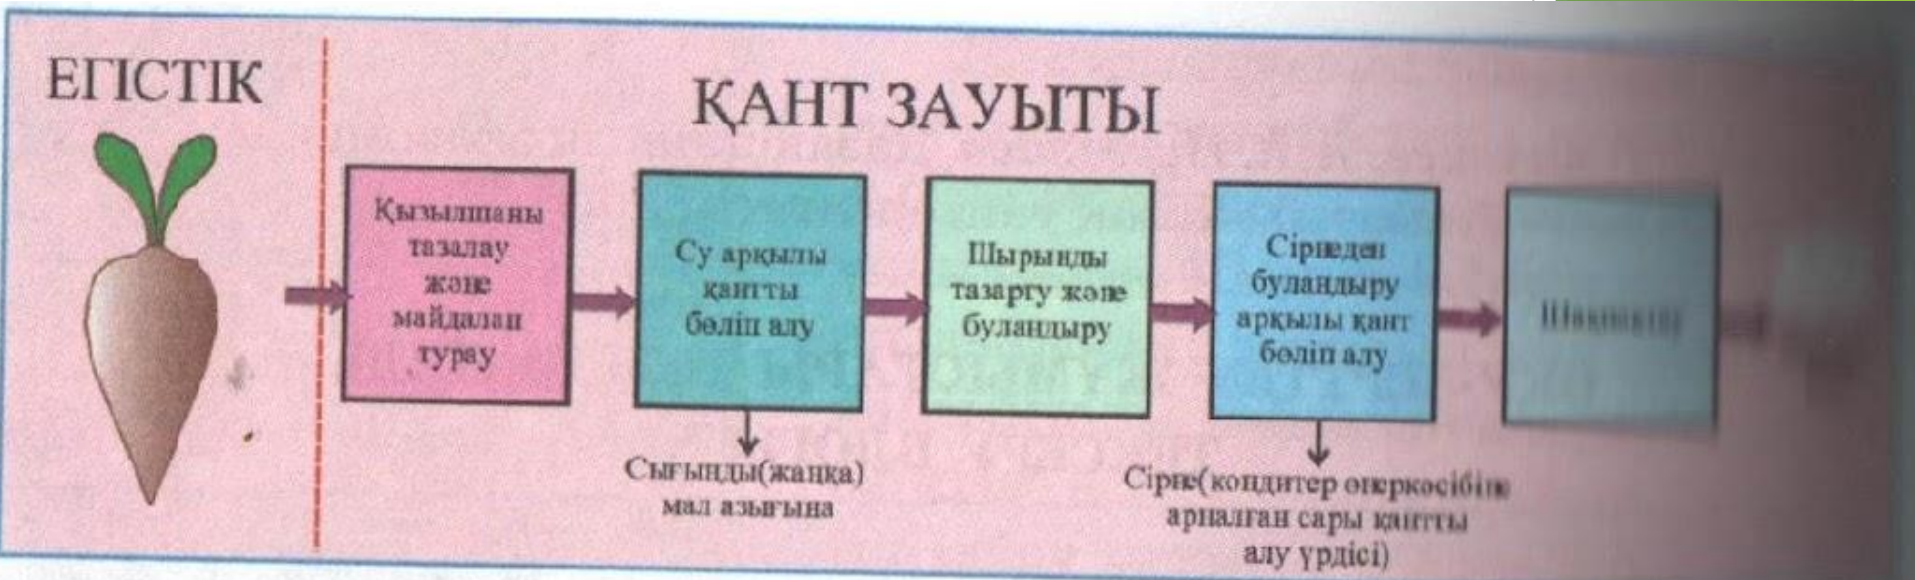 ЕГІСТІК
ҚАНТ ЗАУЫТЫ
Қызылшаны
тазалау
және
майдалап
турау
Су арқылы
қантты
бөліп алу
Шырынды
тазарту және
буландыру
Сірнеден
буландыру
арқылы қант
бөліп алу
Сығынды(жаңқа)
мал азығына
Сірне(кондитер өнеркәсібіне
арналған сары қантты
алу үрдісі)